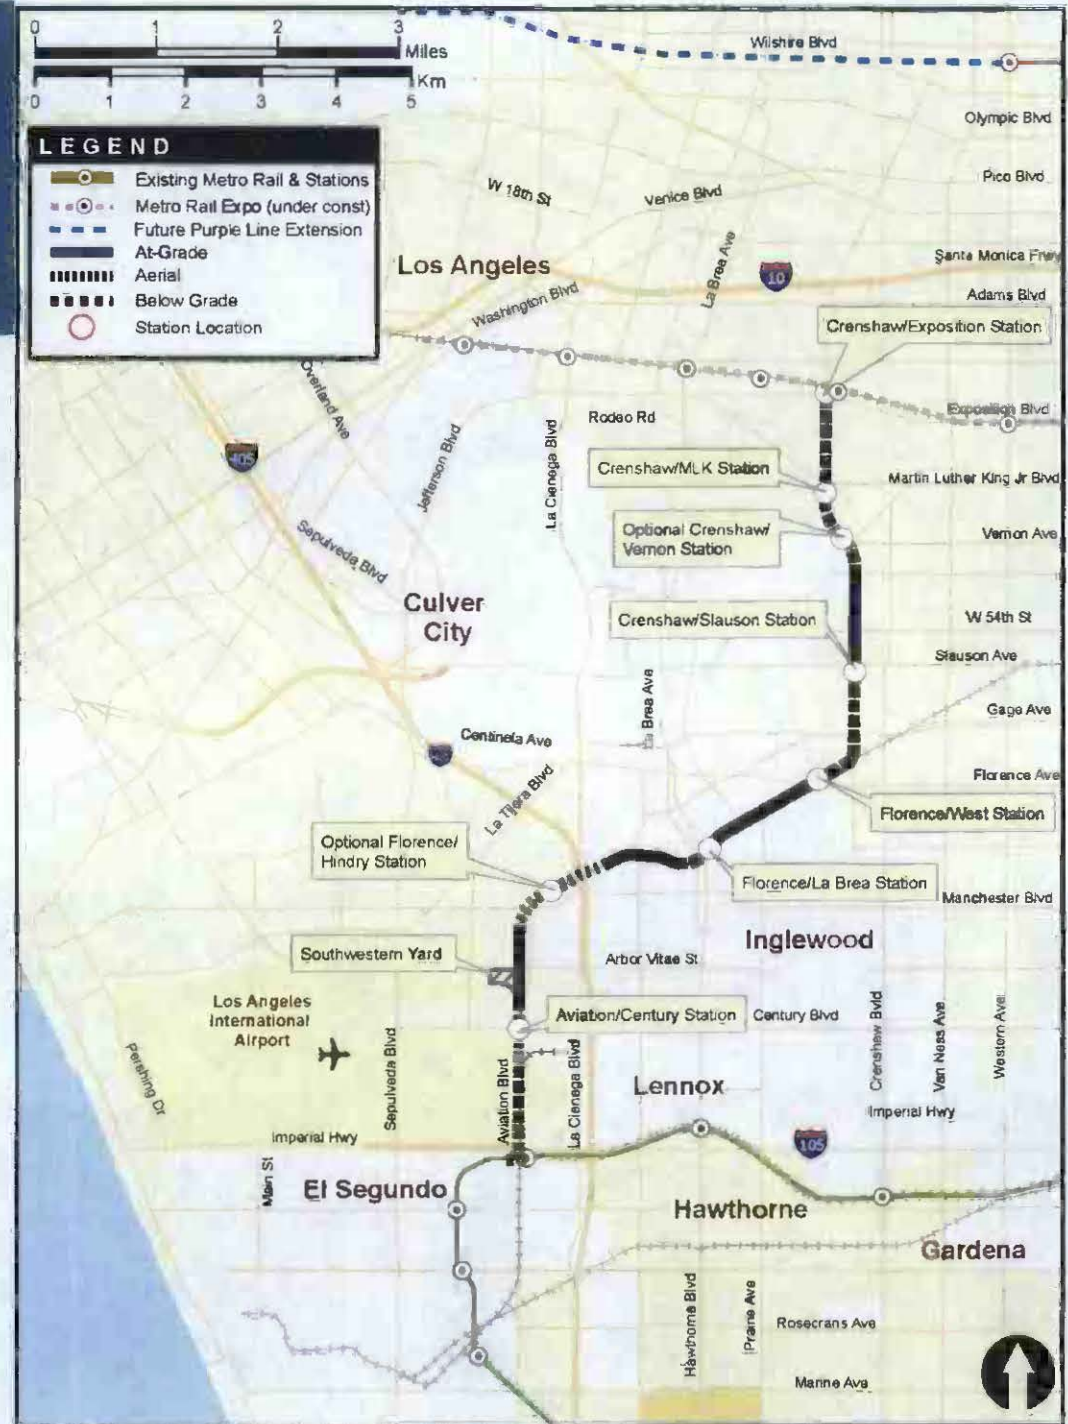 0 1 2 3
Miles
Km
0 1 2 3 4 5
LEGEND
Existing Metro Rail & Stations
Metro Rail Expo (under const)
Future Purple Line Extension
At-Grade
Aerial
Below Grade
Station Location
Wilshire Blvd
Olympic Blvd
Pico Blvd
W 18th St
Venice Blvd
La Brea Ave
Santa Monica Frwy
10
Los Angeles
Adams Blvd
Washington Blvd
Crenshaw/Exposition Station
Overland Ave
Exposition Blvd
Rodeo Rd
405
Jefferson Blvd
La Cienega Blvd
Crenshaw/MLK Station
Martin Luther King Jr Blvd
Optional Crenshaw/
Vernon Station
Vernon Ave
Sepulveda Blvd
Culver
City
Crenshaw/Slauson Station
W 54th St
Slauson Ave
La Brea Ave
Gage Ave
Centinela Ave
Florence Ave
La Tijera Blvd
Florence/West Station
Optional Florence/
Hindry Station
Florence/La Brea Station
Manchester Blvd
Inglewood
Southwestern Yard
Arbor Vitae St
Los Angeles
International
Airport
Aviation/Century Station
Century Blvd
Crenshaw Bvld
Van Ness Ave
Western Ave
Pershing Dr
Sepulveda Blvd
Aviation Blvd
La Cienega Blvd
Lennox
Imperial Hwy
Imperial Hwy
105
Main St
El Segundo
Hawthorne
Gardena
Hawthorne Blvd
Prairie Ave
Rosecrans Ave
Marine Ave